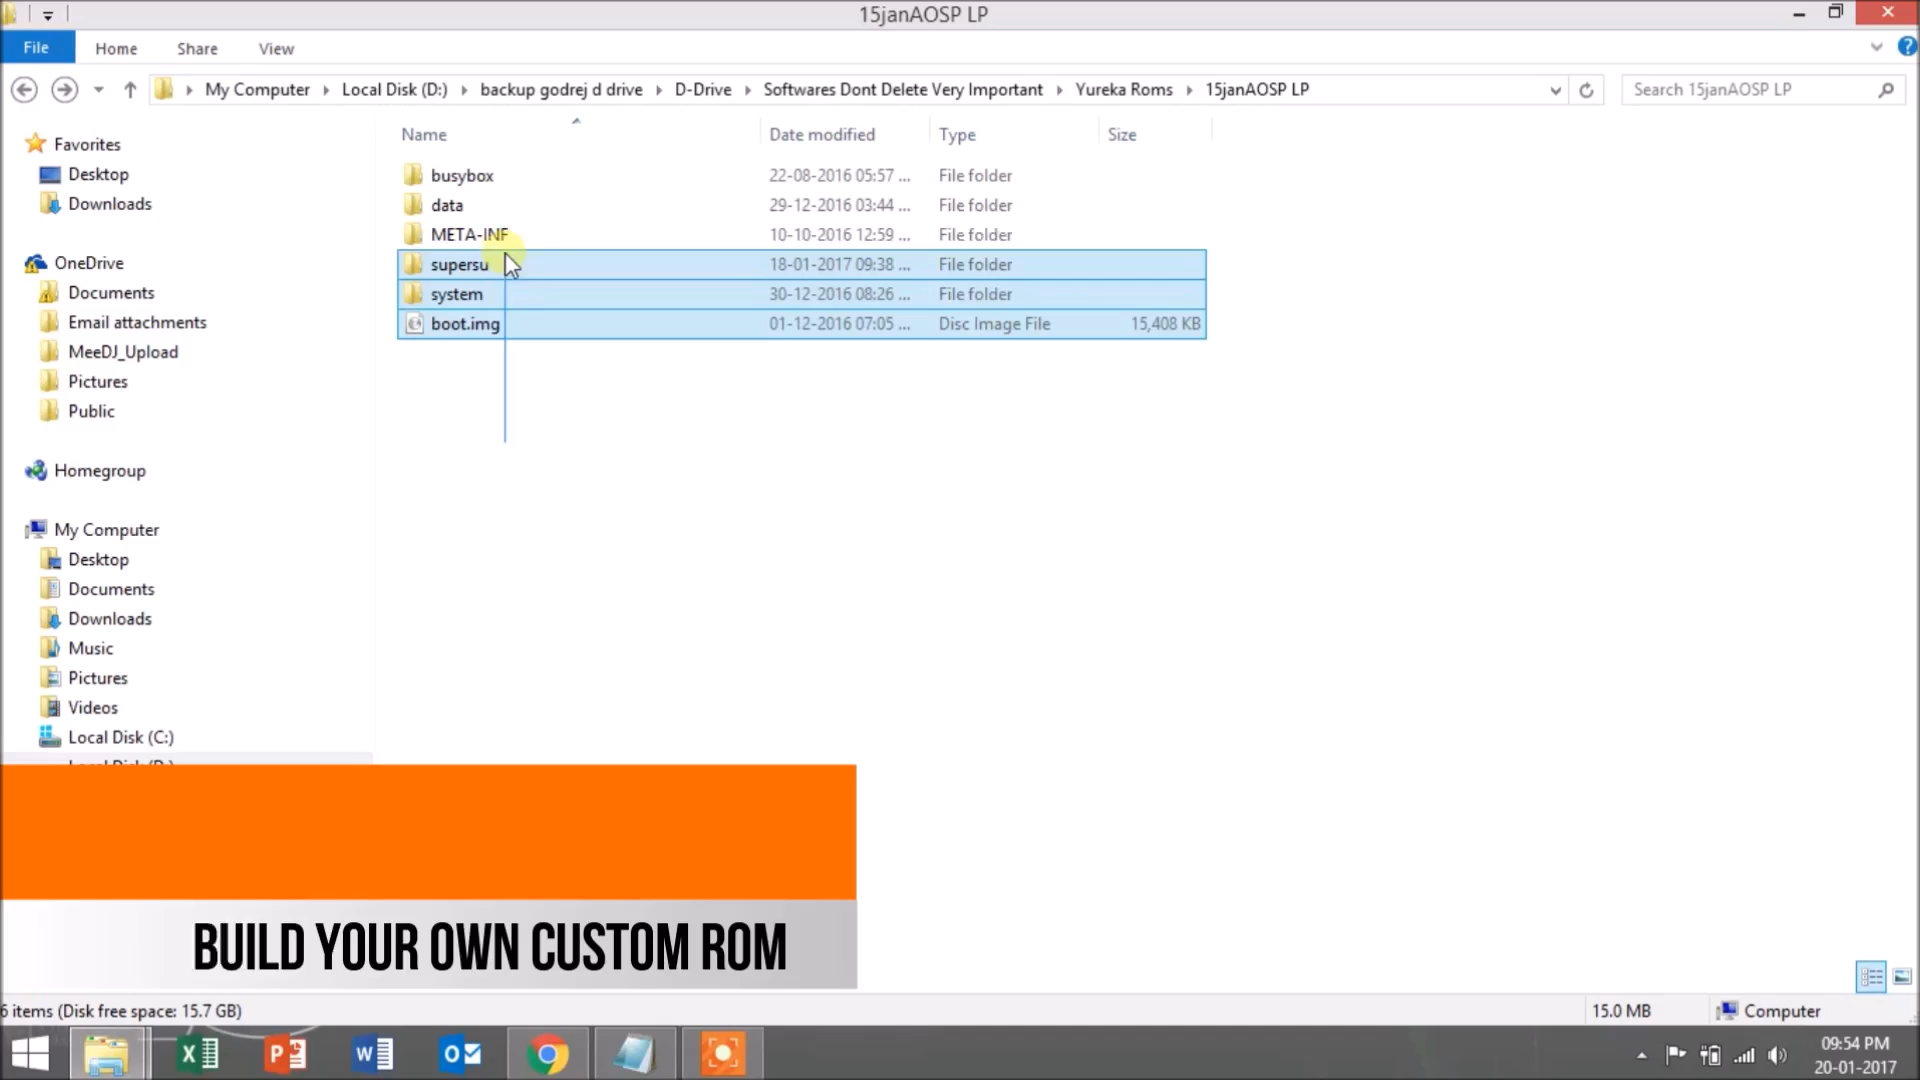 15janAOSP LP
File Home Share View
My Computer Local Disk (D:) backup godrej d drive D-Drive Softwares Dont Delete Very Important Yureka Roms 15janAOSP LP
Search 15janAOSP LP
Name Date modified Type Size
busybox 22-08-2016 05:57 ... File folder
data 29-12-2016 03:44 ... File folder
META-INF 10-10-2016 12:59 ... File folder
supersu 18-01-2017 09:38 ... File folder
system 30-12-2016 08:26 ... File folder
boot.img 01-12-2016 07:05 ... Disc Image File 15,408 KB
Favorites
Desktop
Downloads
OneDrive
Documents
Email attachments
MeeDJ_Upload
Pictures
Public
Homegroup
My Computer
Desktop
Documents
Downloads
Music
Pictures
Videos
Local Disk (C:)
BUILD YOUR OWN CUSTOM ROM
6 items (Disk free space: 15.7 GB)
15.0 MB
Computer
09:54 PM
20-01-2017